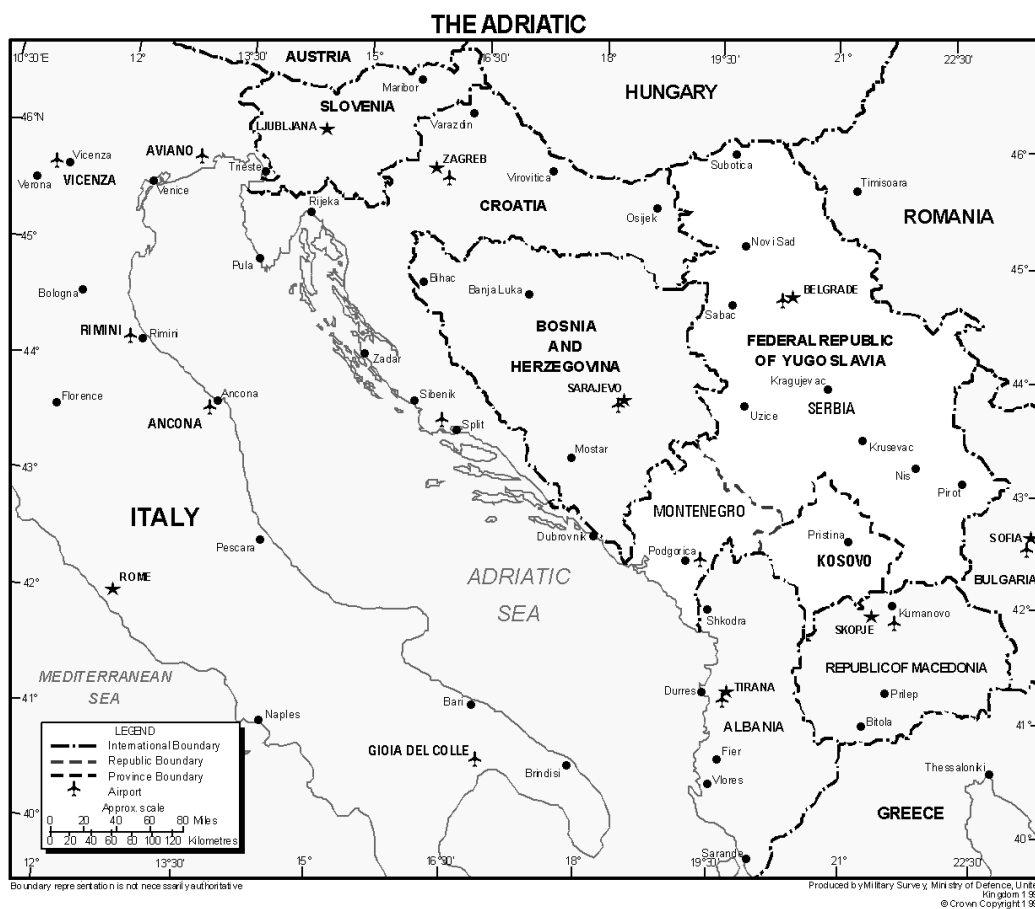 THE ADRIATIC
10°30'E 12° 13°30' 15° 16°30' 18° 19°30' 21° 22°30'
AUSTRIA
HUNGARY
Maribor
SLOVENIA
46°N
Varazdin
LJUBLJANA
AVIANO
Vicenza
ZAGREB
Subotica
46°
Verona
VICENZA
Trieste
Virovitica
Timisoara
Venice
CROATIA
Rijeka
Osijek
ROMANIA
45°
Novi Sad
Pula
45°
Bihac
Bologna
Banja Luka
BELGRADE
Sabac
RIMINI
Rimini
BOSNIA
AND
HERZEGOVINA
FEDERAL REPUBLIC
OF YUGOSLAVIA
44°
Zadar
Kragujevac
44°
SARAJEVO
Florence
Ancona
Sibenik
SERBIA
ANCONA
Uzice
Split
Krusevac
Mostar
43°
Nis
Pirot
43°
ITALY
MONTENEGRO
Dubrovnik
Pristina
SOFIA
Pescara
Podgorica
KOSOVO
ROME
ADRIATIC
SEA
BULGARIA
42°
42°
Shkodra
Kumanovo
SKOPJE
REPUBLIC OF MACEDONIA
MEDITERRANEAN
SEA
41°
Durres
TIRANA
Prilep
41°
Bari
Naples
ALBANIA
Bitola
LEGEND
International Boundary
Republic Boundary
Province Boundary
Airport
Approx. scale
0 20 40 60 80 Miles
0 20 40 60 80 100 120 Kilometres
GIOIA DEL COLLE
Fier
Brindisi
Vlores
Thessaloniki
40°
GREECE
40°
Sarande
12° 13°30' 15° 16°30' 18° 19°30' 21° 22°30'
Boundary representation is not necessarily authoritative
Produced by Military Survey, Ministry of Defence, Unite
Kingdom 1 99
© Crown Copyright 1 99